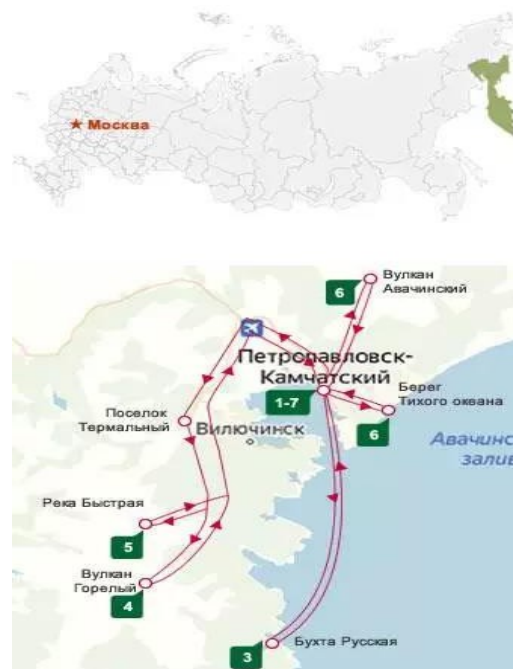 Москва
6
Вулкан
Авачинский
Петропавловск-
Камчатский
1-7
Берег
Тихого океана
6
Поселок
Термальный
Вилючинск
Авачинс
залив
Река Быстрая
5
Вулкан
Горелый
4
Бухта Русская
3